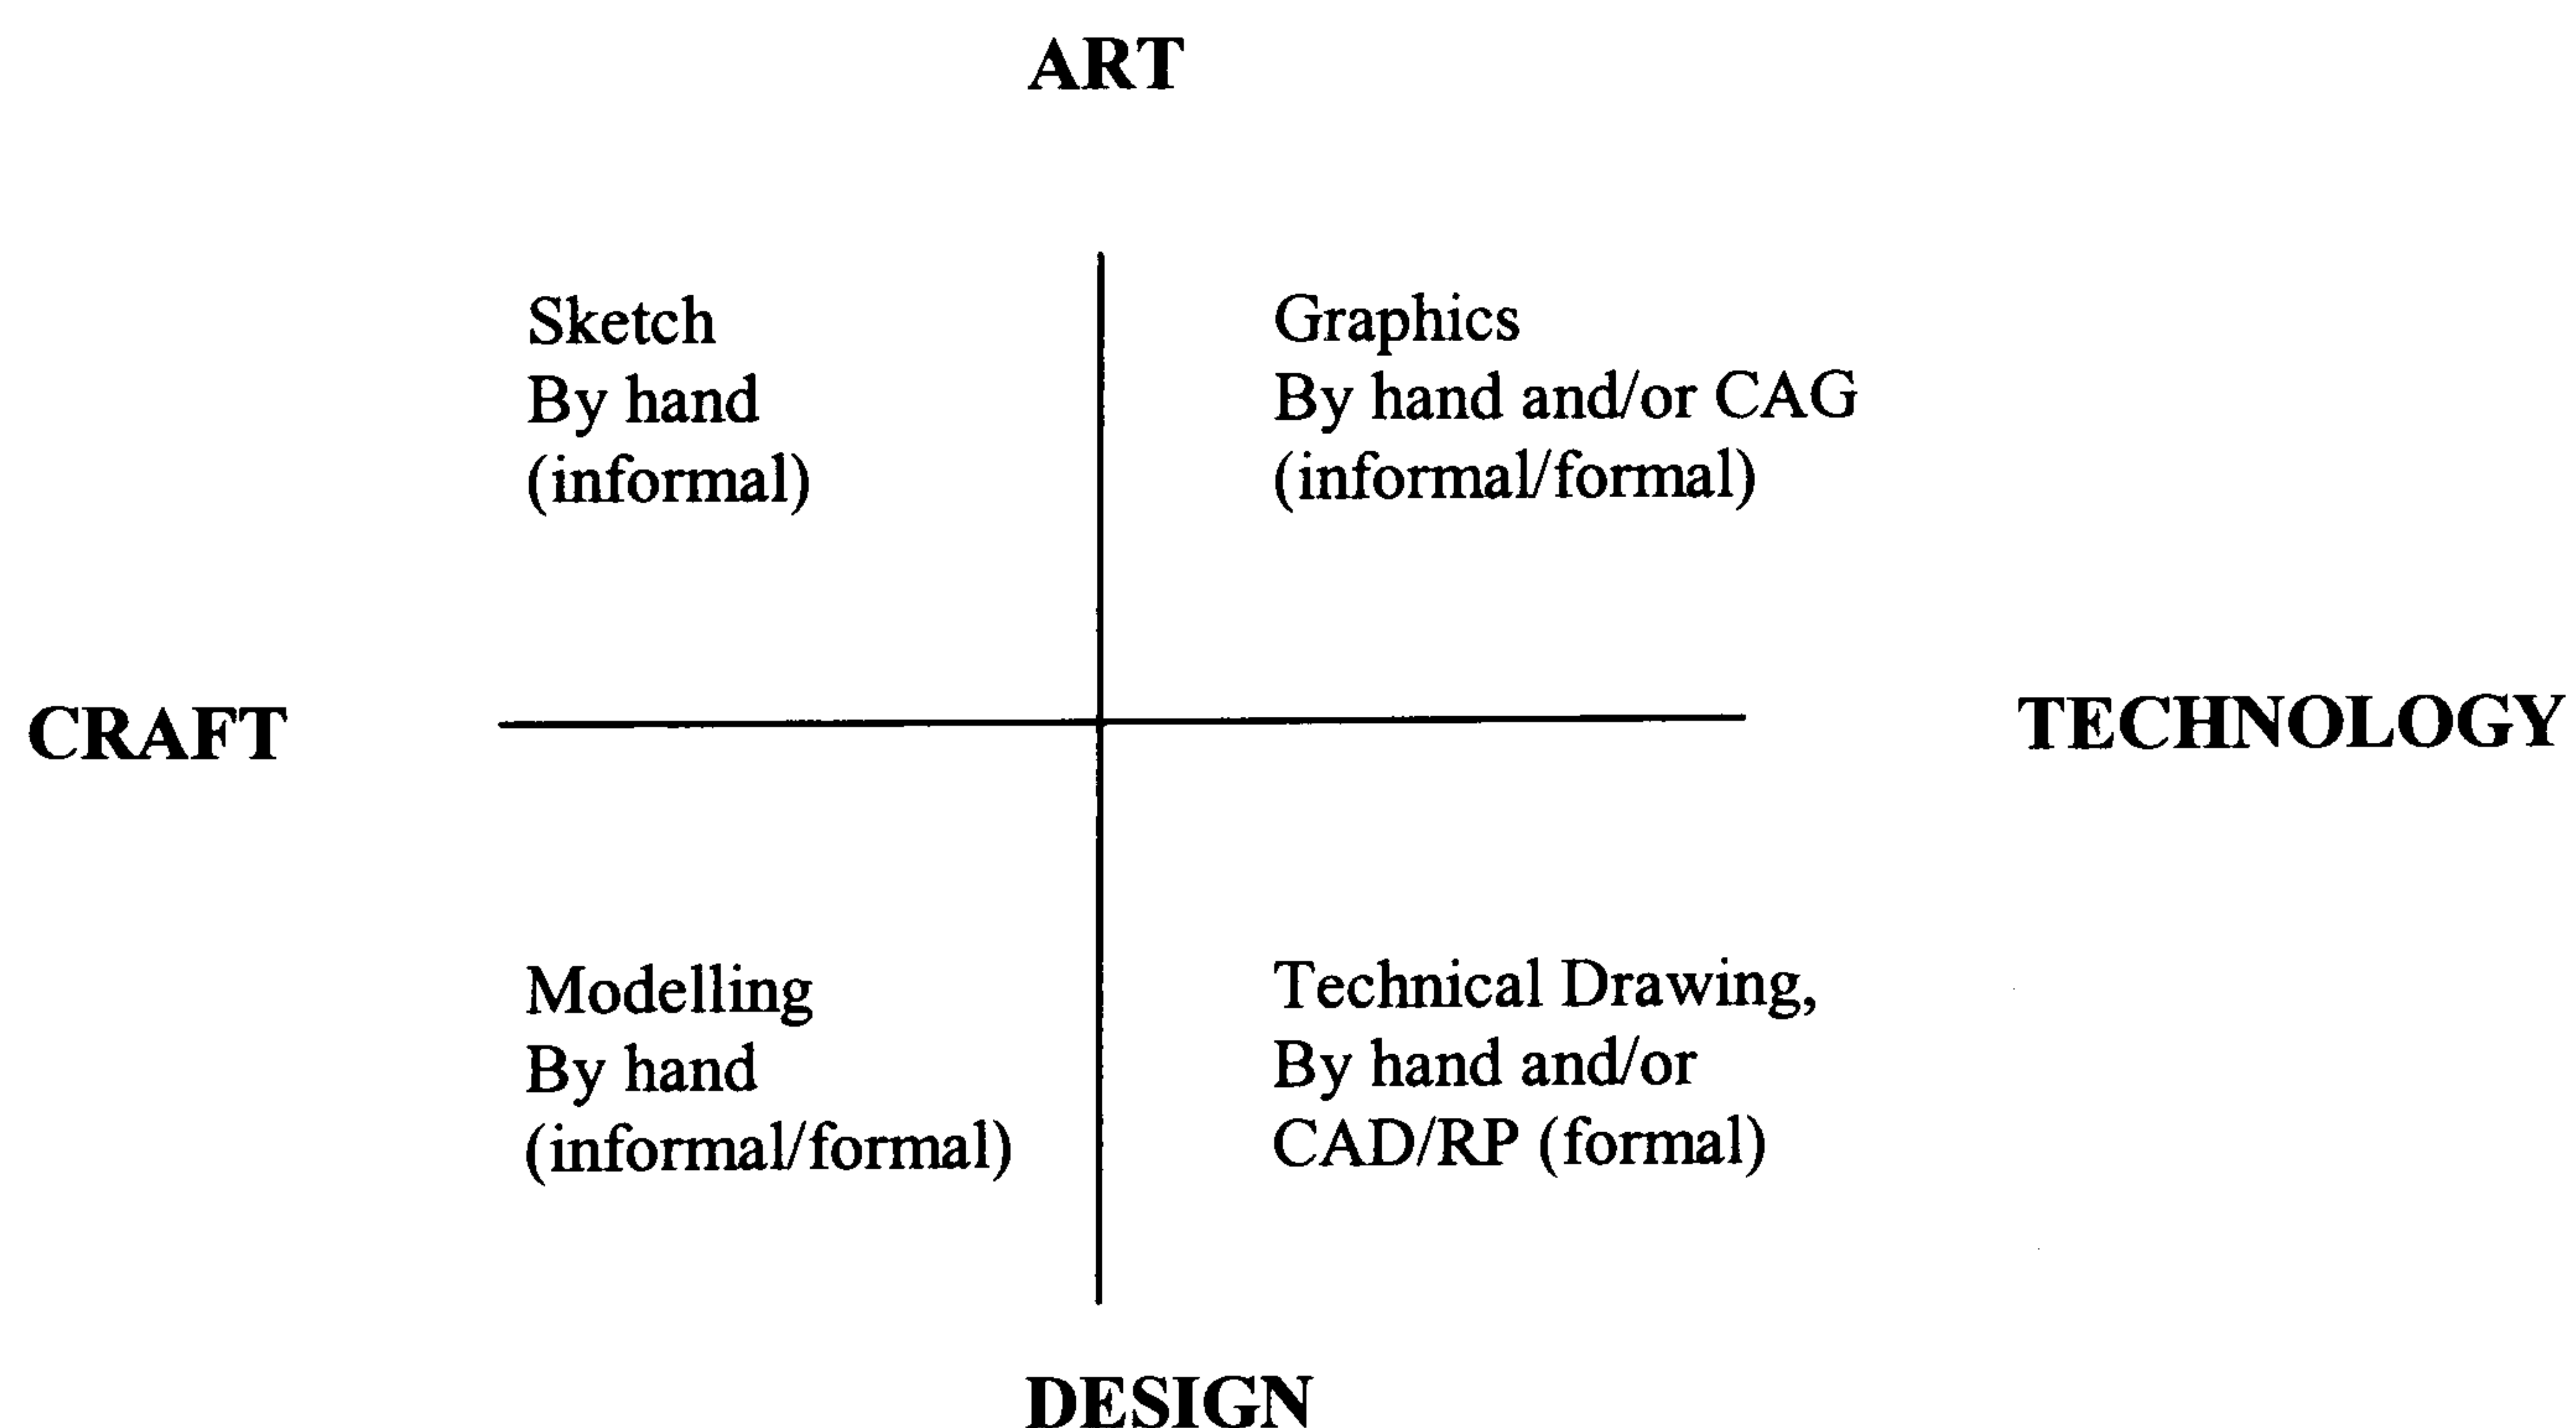 ART
Sketch
By hand
(informal)
Graphics
By hand and/or CAG
(informal/formal)
CRAFT
TECHNOLOGY
Modelling
By hand
(informal/formal)
Technical Drawing,
By hand and/or
CAD/RP (formal)
DESIGN